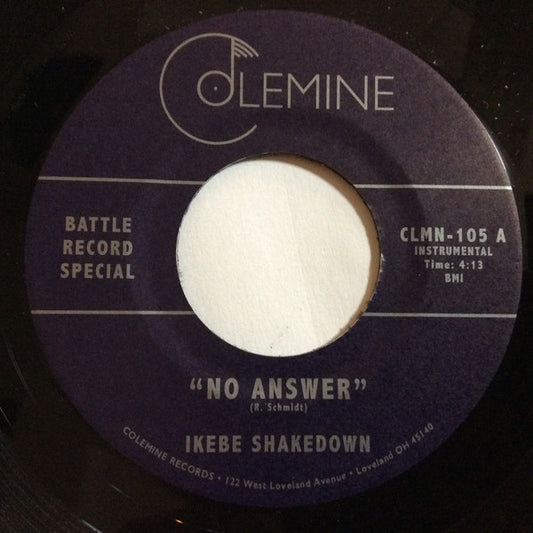 COLEMINE
BATTLE
RECORD
SPECIAL
CLMN-105 A
INSTRUMENTAL
Time: 4:13
BMI
"NO ANSWER"
(R. Schmidt)
IKEBE SHAKEDOWN
COLEMINE RECORDS • 122 West Loveland Avenue • Loveland OH 45140